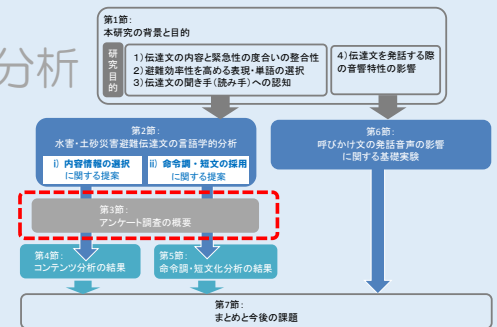 分析
第1節：
本研究の背景と目的
研究目的
1）伝達文の内容と緊急性の度合いの整合性
2）避難効率性を高める表現・単語の選択
3）伝達文の聞き手（読み手）への認知
4）伝達文を発話する際
の音響特性の影響
第2節：
水害・土砂災害避難伝達文の言語学的分析
i）内容情報の選択
に関する提案
ii）命令調・短文の採用
に関する提案
第6節：
呼びかけ文の発話音声の影響
に関する基礎実験
第3節：
アンケート調査の概要
第4節：
コンテンツ分析の結果
第5節：
命令調・短文化分析の結果
第7節：
まとめと今後の課題